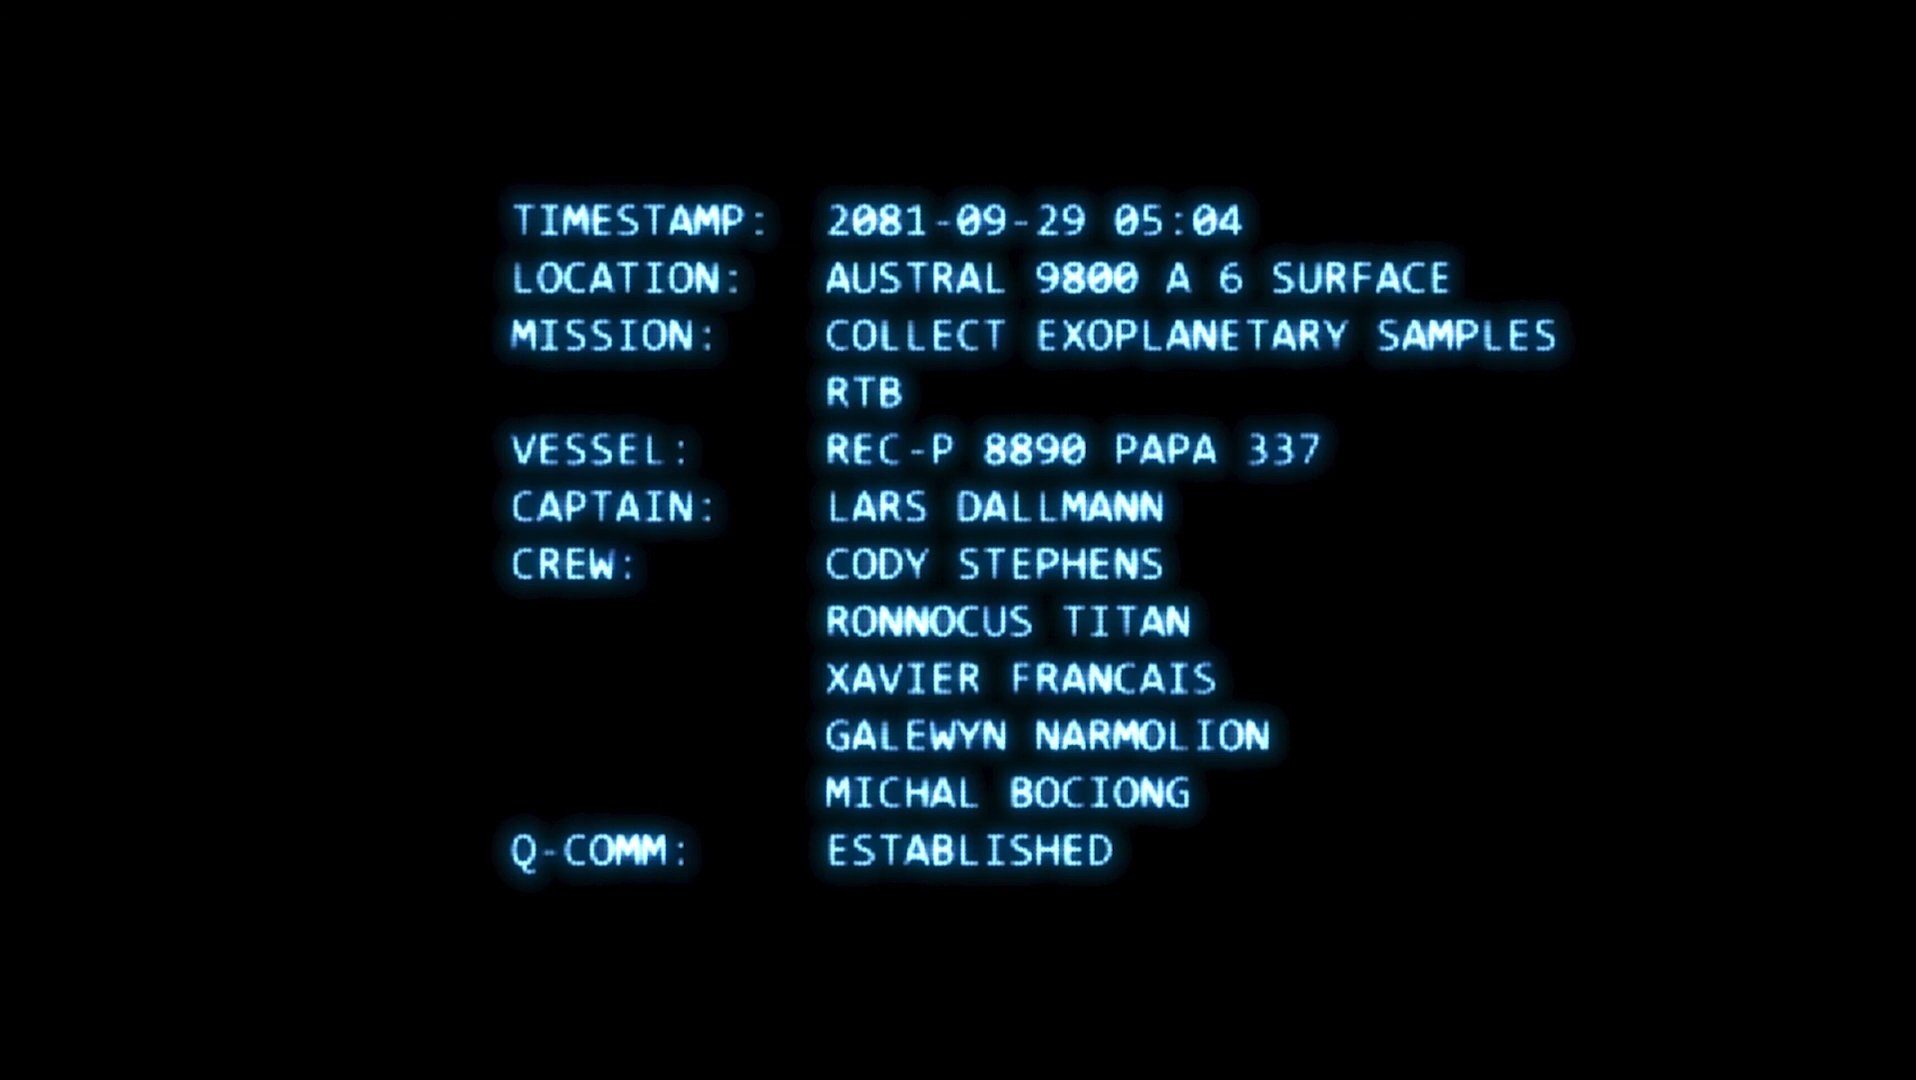 TIMESTAMP: 2081-09-29 05:04
LOCATION: AUSTRAL 9800 A 6 SURFACE
MISSION: COLLECT EXOPLANETARY SAMPLES
RTB
VESSEL: REC-P 8890 PAPA 337
CAPTAIN: LARS DALLMANN
CREW: CODY STEPHENS
RONNOCUS TITAN
XAVIER FRANCAIS
GALEWYN NARMOLION
MICHAL BOCIONG
Q-COMM: ESTABLISHED